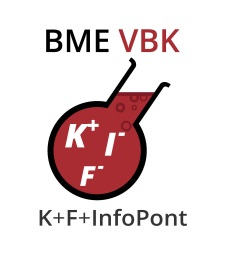 BME VBK
K+ I-
F-
K+F+InfoPont